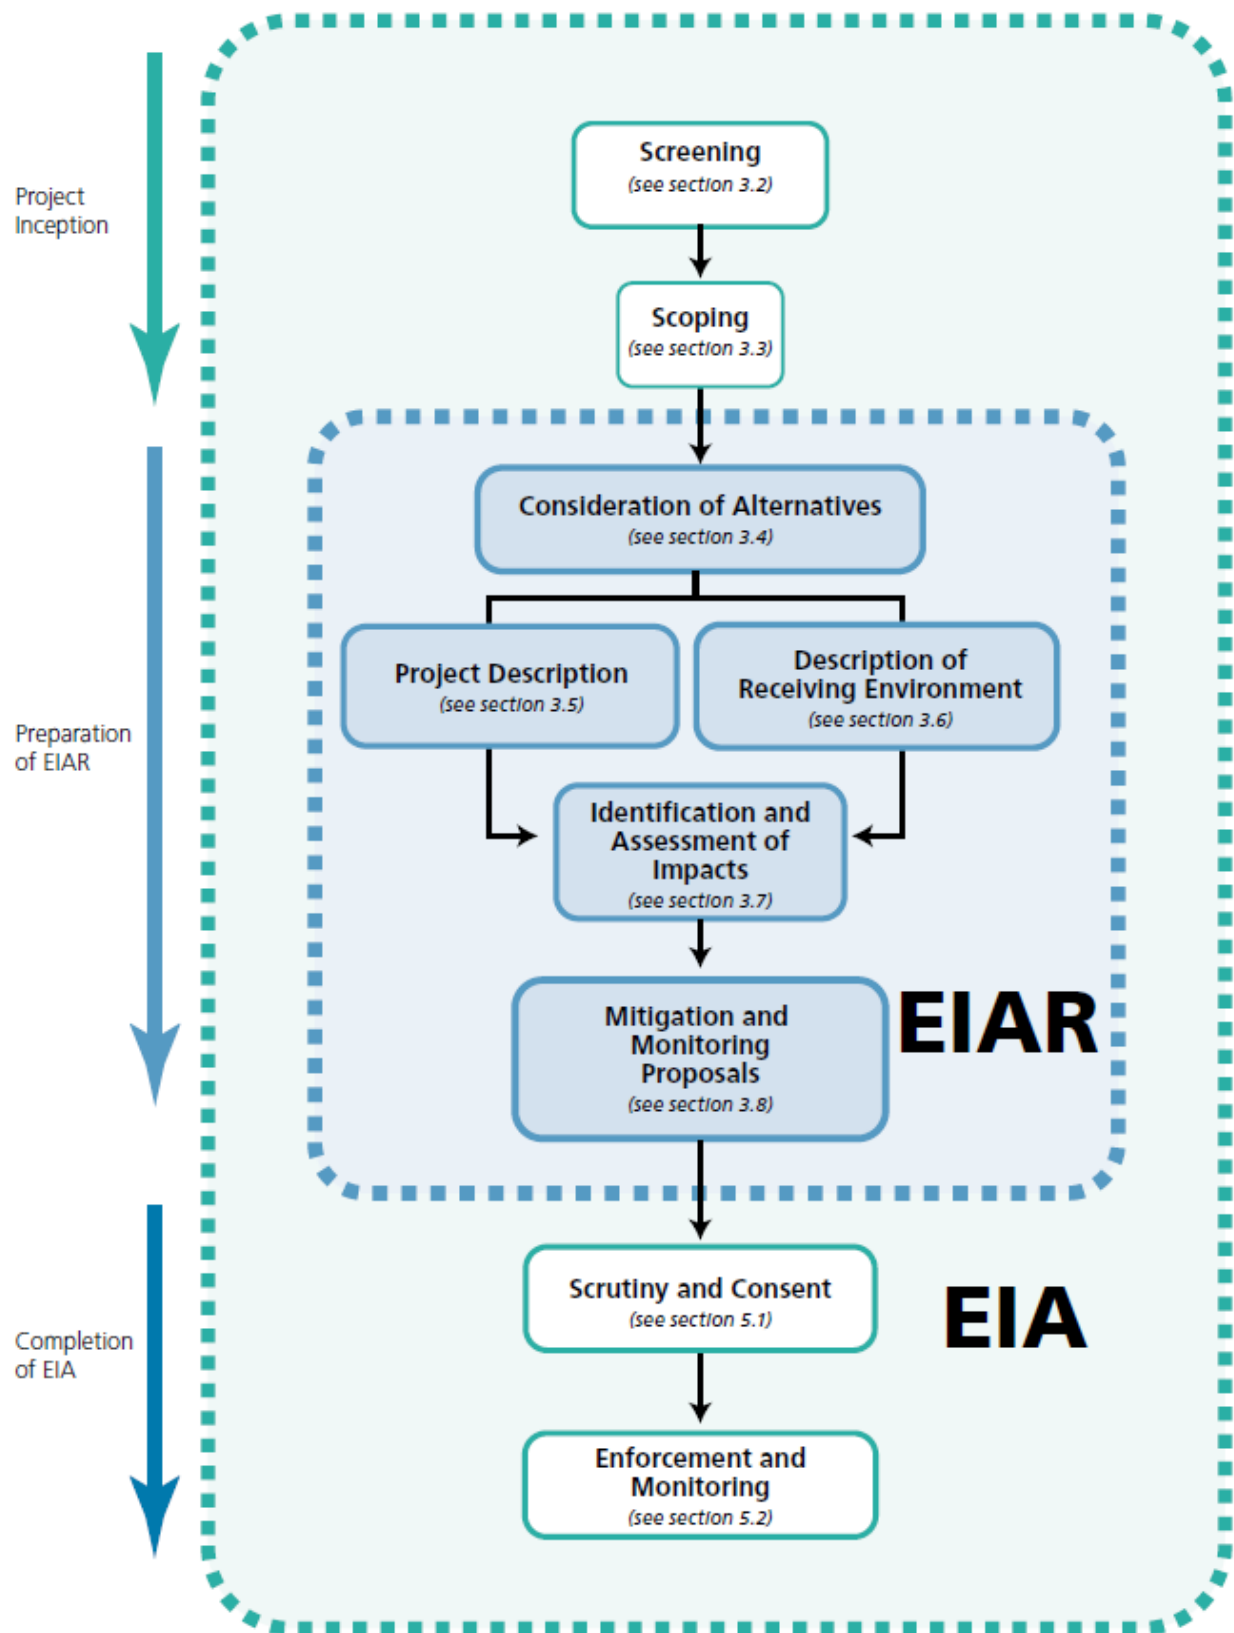 Screening
(see section 3.2)
Project
Inception
Scoping
(see section 3.3)
Consideration of Alternatives
(see section 3.4)
Project Description
(see section 3.5)
Description of
Receiving Environment
(see section 3.6)
Preparation
of EIAR
Identification and
Assessment of
Impacts
(see section 3.7)
Mitigation and
Monitoring
Proposals
(see section 3.8)
EIAR
Scrutiny and Consent
(see section 5.1)
EIA
Completion
of EIA
Enforcement and
Monitoring
(see section 5.2)